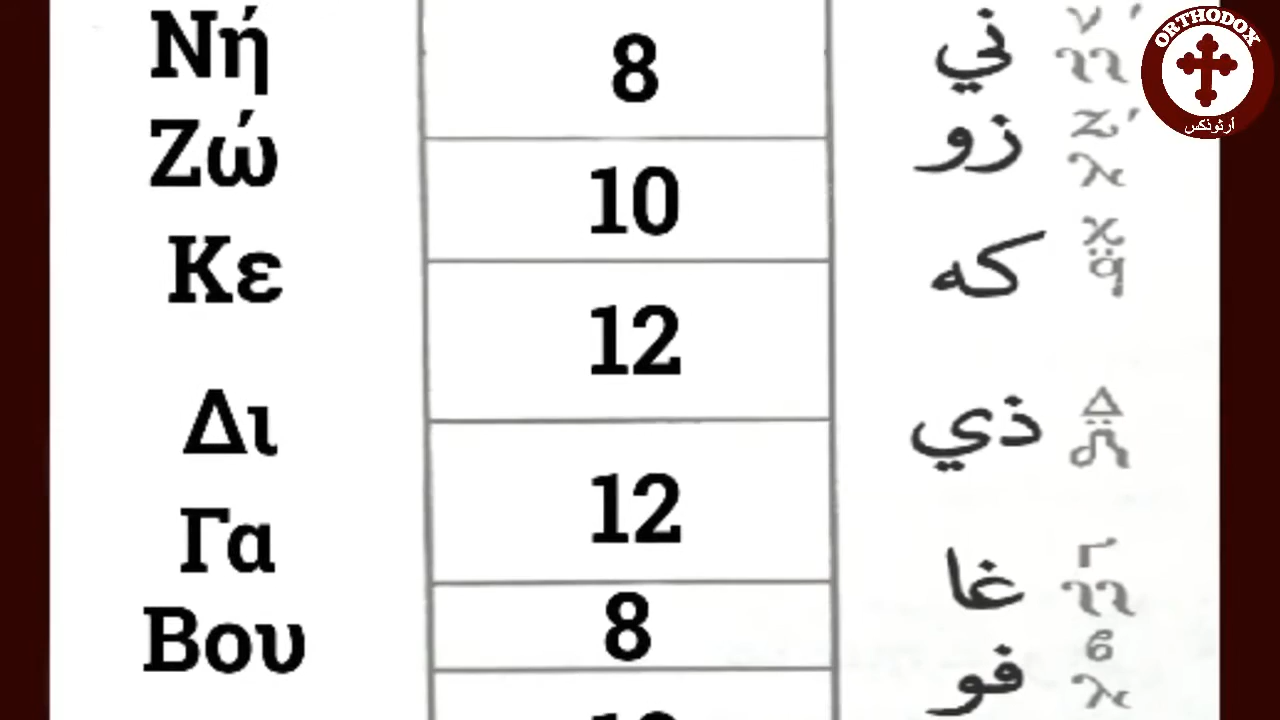 ORTHODOX
أرثوذكس
Νή
8
ني
Ζώ
10
زو
Κε
12
كه
Δι
12
ذي
Γα
8
غا
Βου
فو